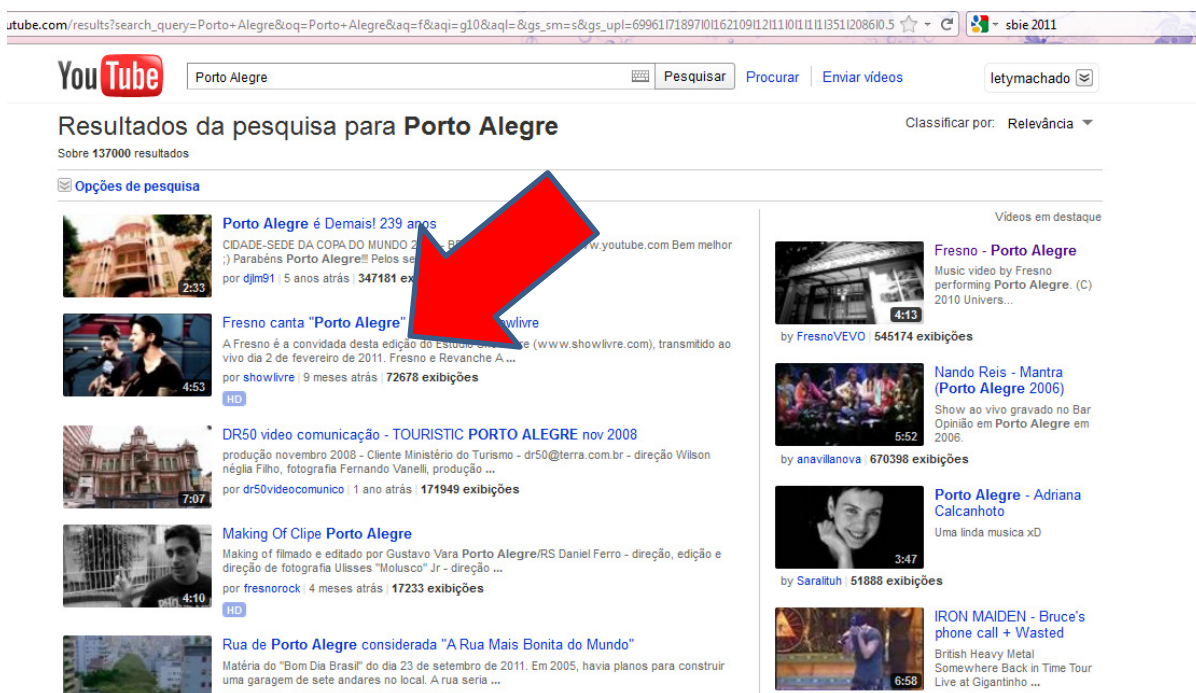 utube.com/results?search_query=Porto+Alegre&oq=Porto+Alegre&aq=f&aqi=g10&aql=&gs_sm=s&gs_upl=69961l71897l0l162109l12l11l0l1l1l1l351l2086l0.5
sbie 2011
YouTube
Porto Alegre
Pesquisar
Procurar
Enviar vídeos
letymachado
Resultados da pesquisa para Porto Alegre
Classificar por: Relevância
Sobre 137000 resultados
Opções de pesquisa
Porto Alegre é Demais! 239 anos
CIDADE-SEDE DA COPA DO MUNDO 2 youtube.com Bem melhor
;) Parabéns Porto Alegre!!! Pelos
por djlm91 | 5 anos atrás | 347181
2:33
Fresno canta "Porto Alegre"
A Fresno é a convidada desta edição do (www.showlivre.com), transmitido ao
vivo dia 2 de fevereiro de 2011. Fresno e Revanche A ...
por showlivre | 9 meses atrás | 72678 exibições
4:53
HD
DR50 video comunicação - TOURISTIC PORTO ALEGRE nov 2008
produção novembro 2008 - Cliente Ministério do Turismo - dr50@terra.com.br - direção Wilson
néglia Filho, fotografia Fernando Vanelli, produção ...
por dr50videocomunico | 1 ano atrás | 171949 exibições
7:07
Making Of Clipe Porto Alegre
Making of filmado e editado por Gustavo Vara Porto Alegre/RS Daniel Ferro - direção, edição e
direção de fotografia Ulisses "Molusco" Jr - direção ...
por fresnorock | 4 meses atrás | 17233 exibições
4:10
HD
Rua de Porto Alegre considerada "A Rua Mais Bonita do Mundo"
Matéria do "Bom Dia Brasil" do dia 23 de setembro de 2011. Em 2005, havia planos para construir
uma garagem de sete andares no local. A rua seria ...
Vídeos em destaque
Fresno - Porto Alegre
Music video by Fresno
performing Porto Alegre. (C)
2010 Univers...
4:13
by FresnoVEVO | 545174 exibições
Nando Reis - Mantra
(Porto Alegre 2006)
Show ao vivo gravado no Bar
Opinião em Porto Alegre em
2006.
5:52
by anavillanova | 670398 exibições
Porto Alegre - Adriana
Calcanhoto
Uma linda musica xD
3:47
by Saralituh | 51888 exibições
IRON MAIDEN - Bruce's
phone call + Wasted
British Heavy Metal
Somewhere Back in Time Tour
Live at Gigantinho ...
6:58